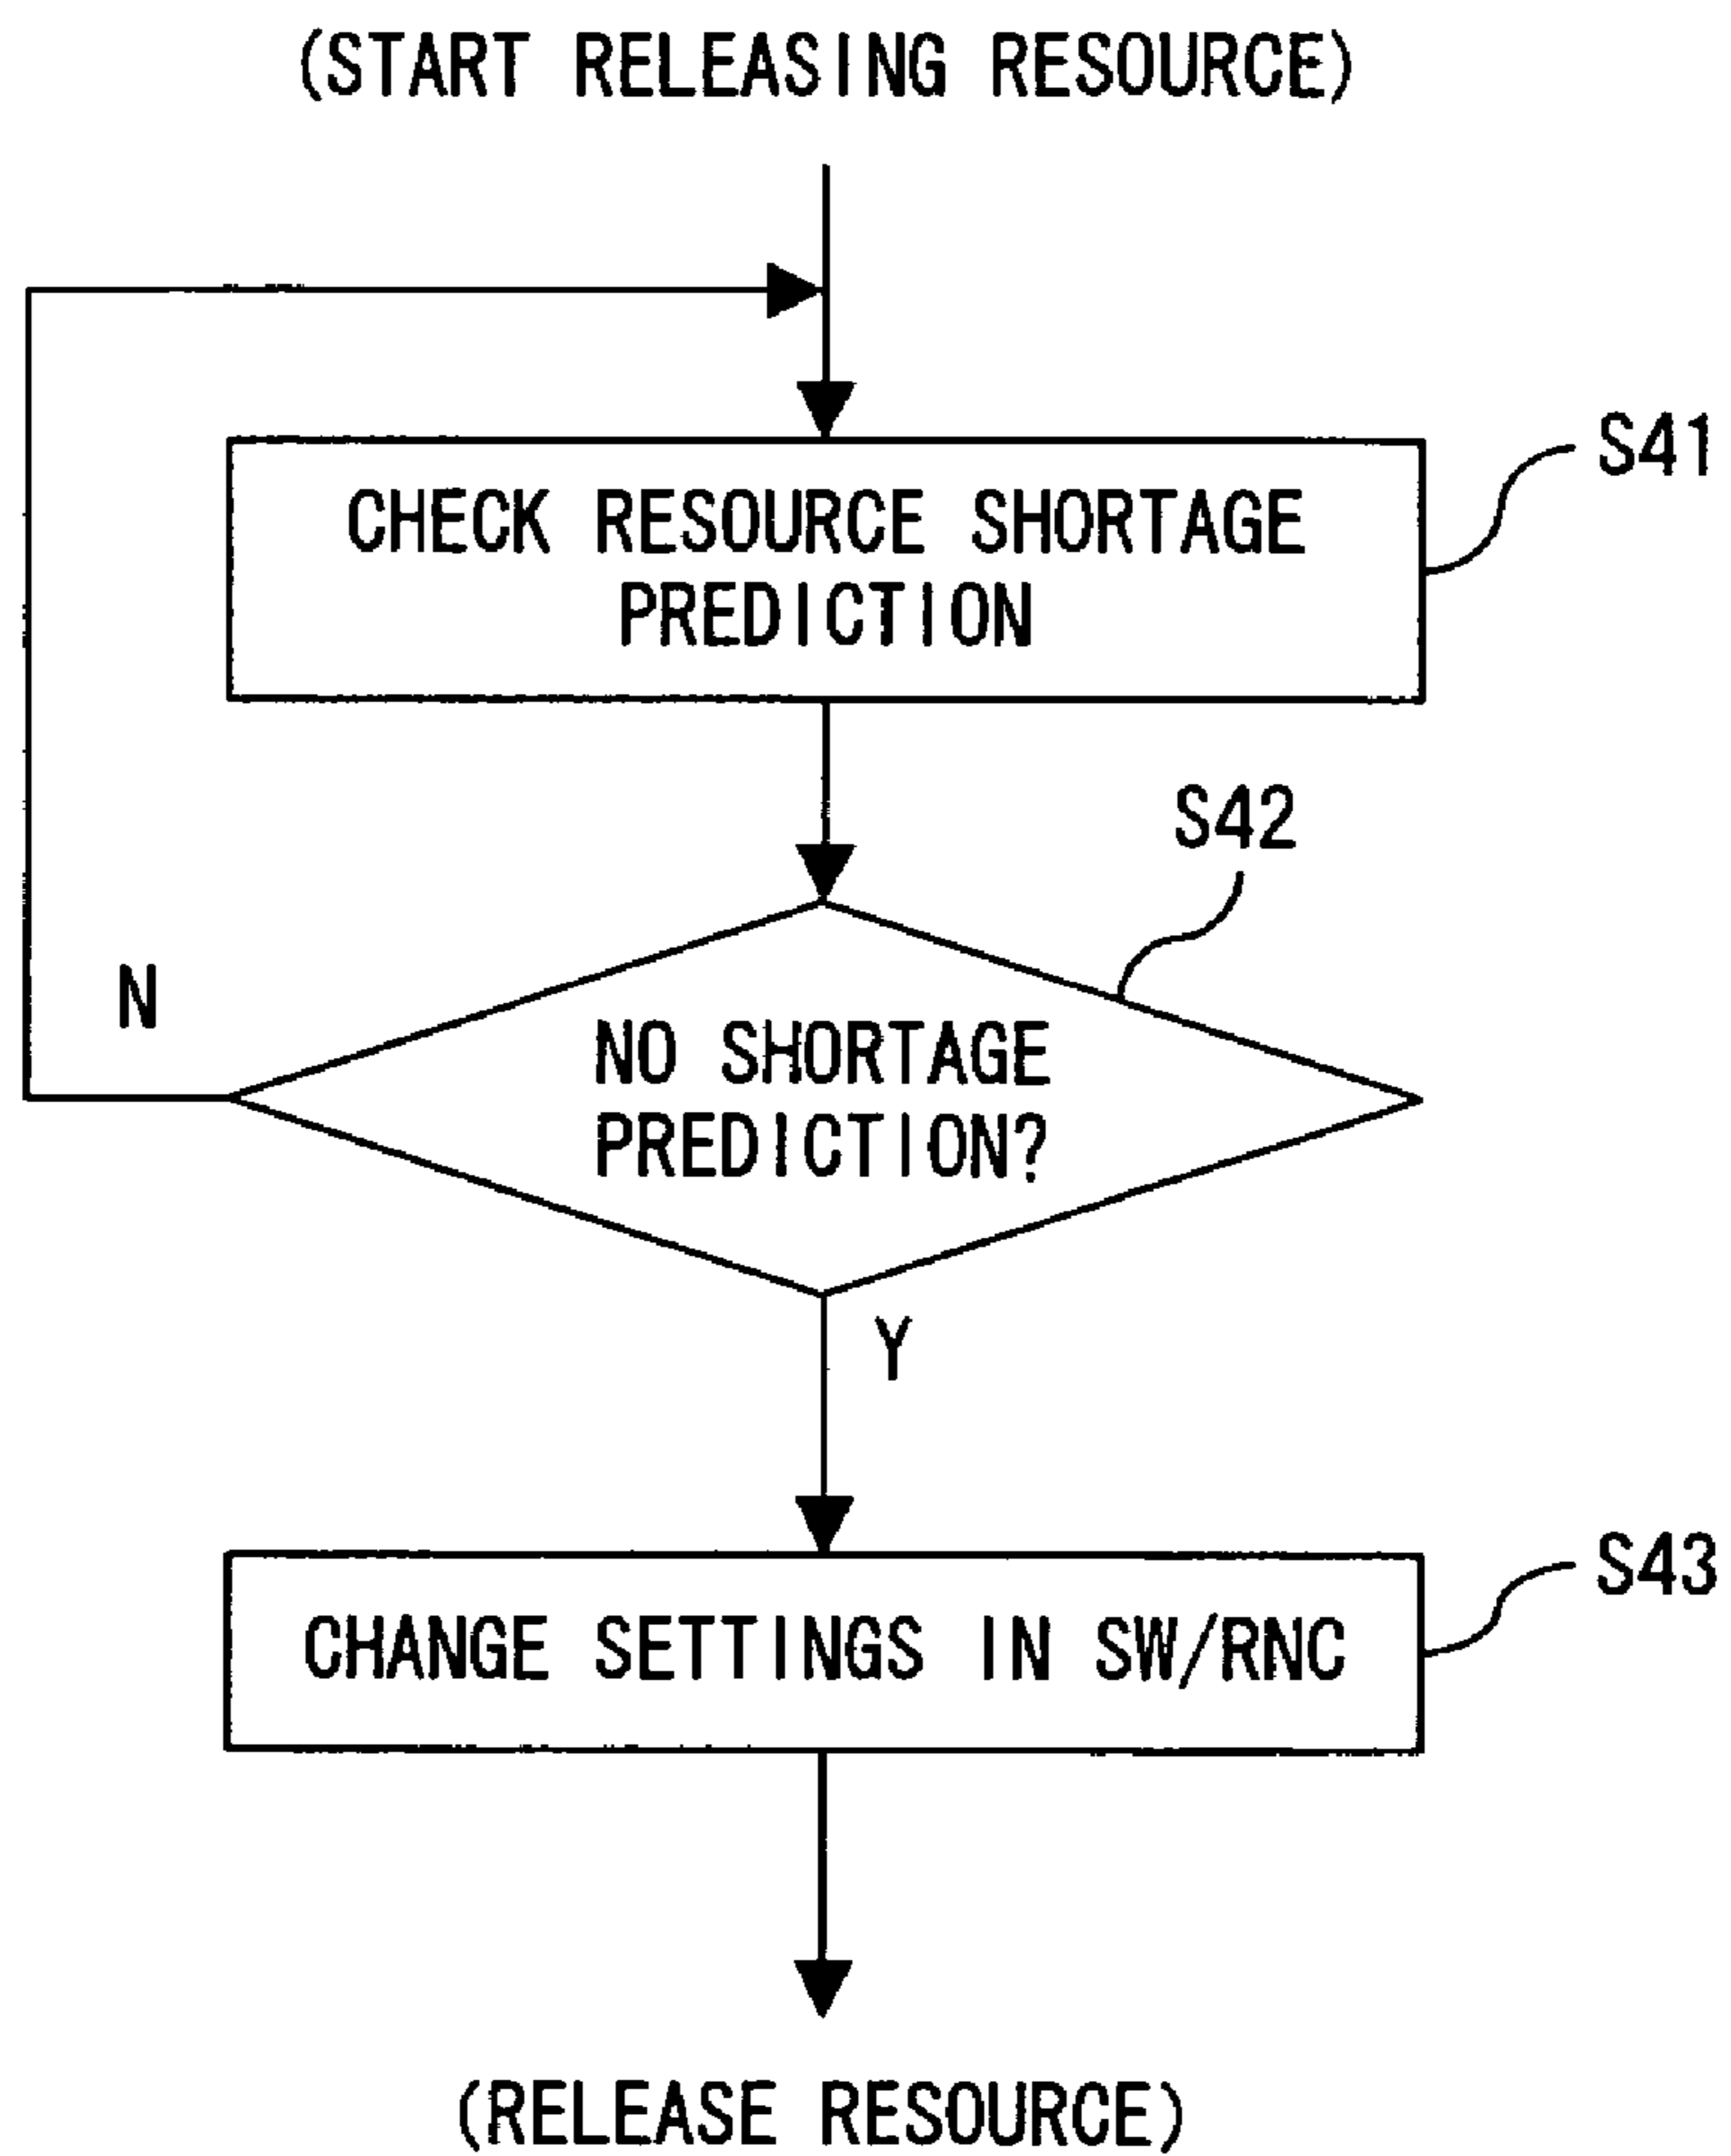 (START RELEASING RESOURCE)
S41
CHECK RESOURCE SHORTAGE
PREDICTION
S42
N
NO SHORTAGE
PREDICTION?
Y
S43
CHANGE SETTINGS IN SW/RNC
(RELEASE RESOURCE)